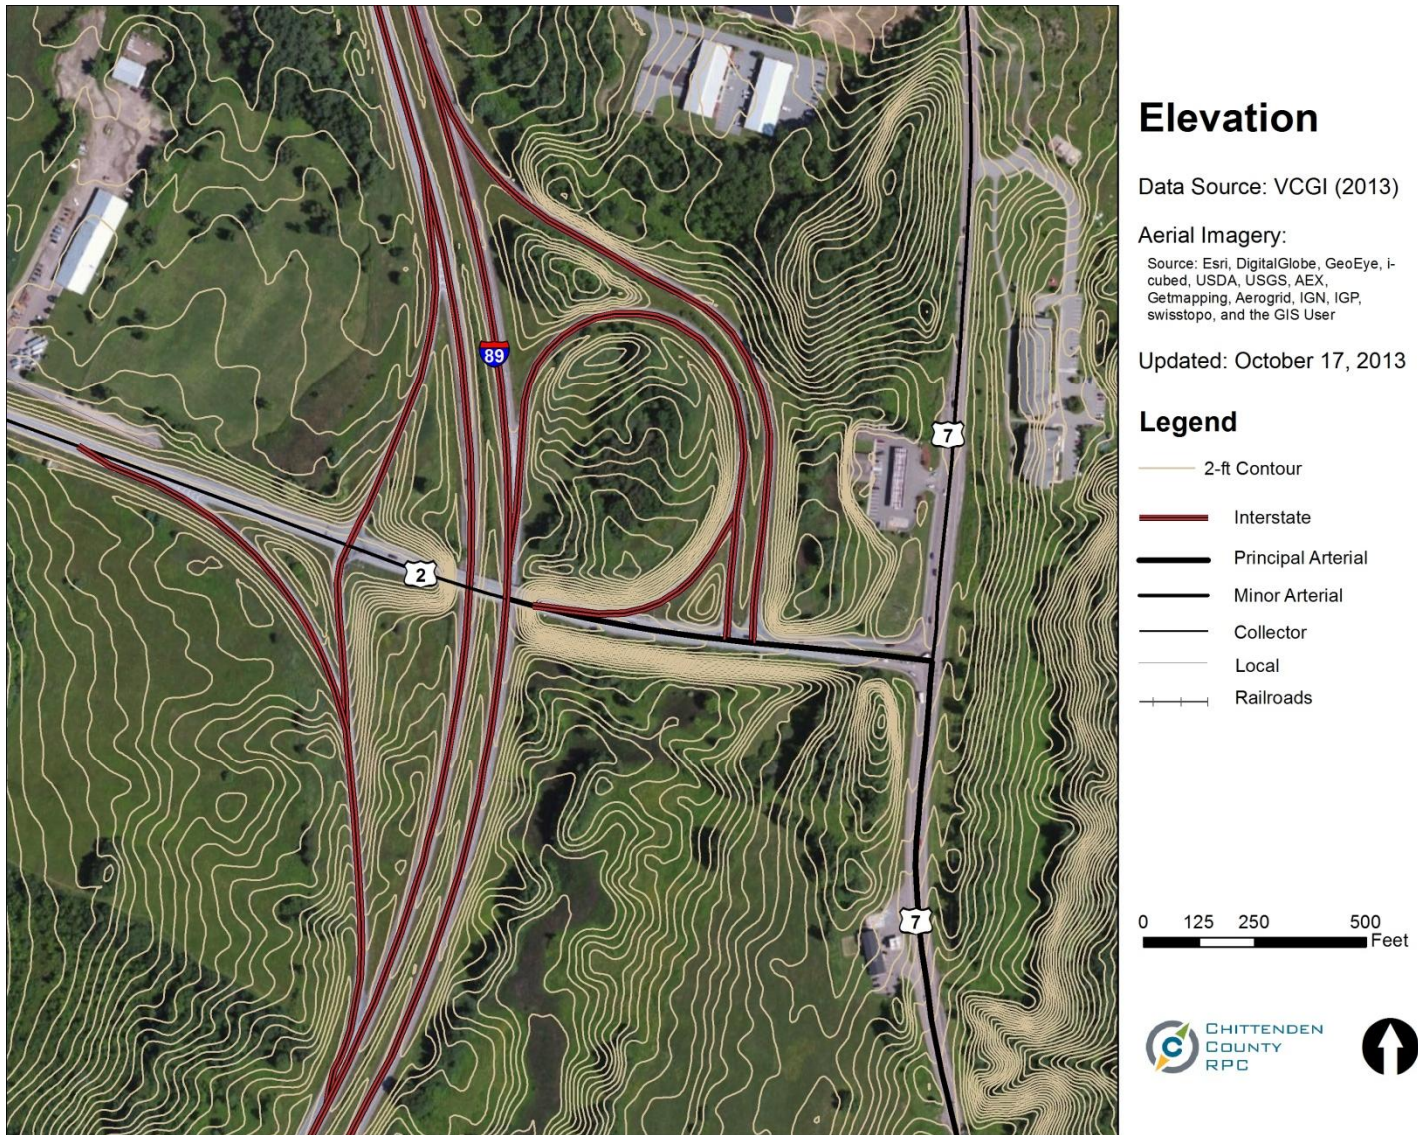 89
7
2
7
Elevation
Data Source: VCGI (2013)
Aerial Imagery:
Source: Esri, DigitalGlobe, GeoEye, i-
cubed, USDA, USGS, AEX,
Getmapping, Aerogrid, IGN, IGP,
swisstopo, and the GIS User
Updated: October 17, 2013
Legend
2-ft Contour
Interstate
Principal Arterial
Minor Arterial
Collector
Local
Railroads
0 125 250 500
Feet
C
CHITTENDEN
COUNTY
RPC